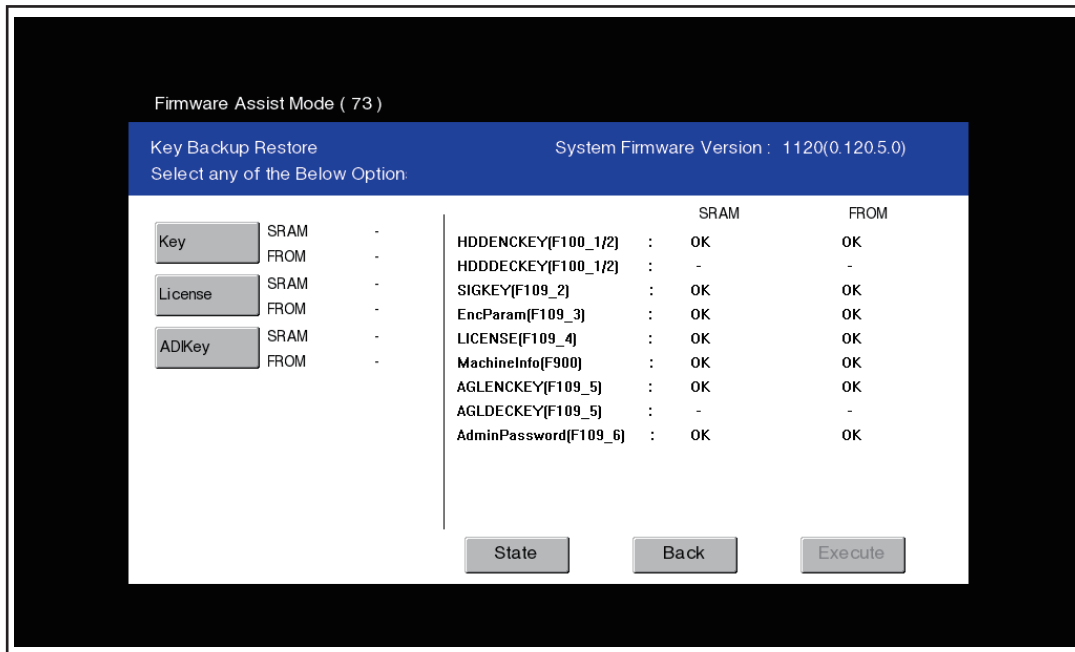 Firmware Assist Mode ( 73 )
Key Backup Restore
System Firmware Version : 1120(0.120.5.0)
Select any of the Below Option:
Key SRAM -
FROM -
License SRAM -
FROM -
ADIKey SRAM -
FROM -
SRAM FROM
HDDENCKEY(F100_1/2) : OK OK
HDDDECKEY(F100_1/2) : - -
SIGKEY(F109_2) : OK OK
EncParam(F109_3) : OK OK
LICENSE(F109_4) : OK OK
MachineInfo(F900) : OK OK
AGLENCKEY(F109_5) : OK OK
AGLDECKEY(F109_5) : - -
AdminPassword(F109_6) : OK OK
State Back Execute